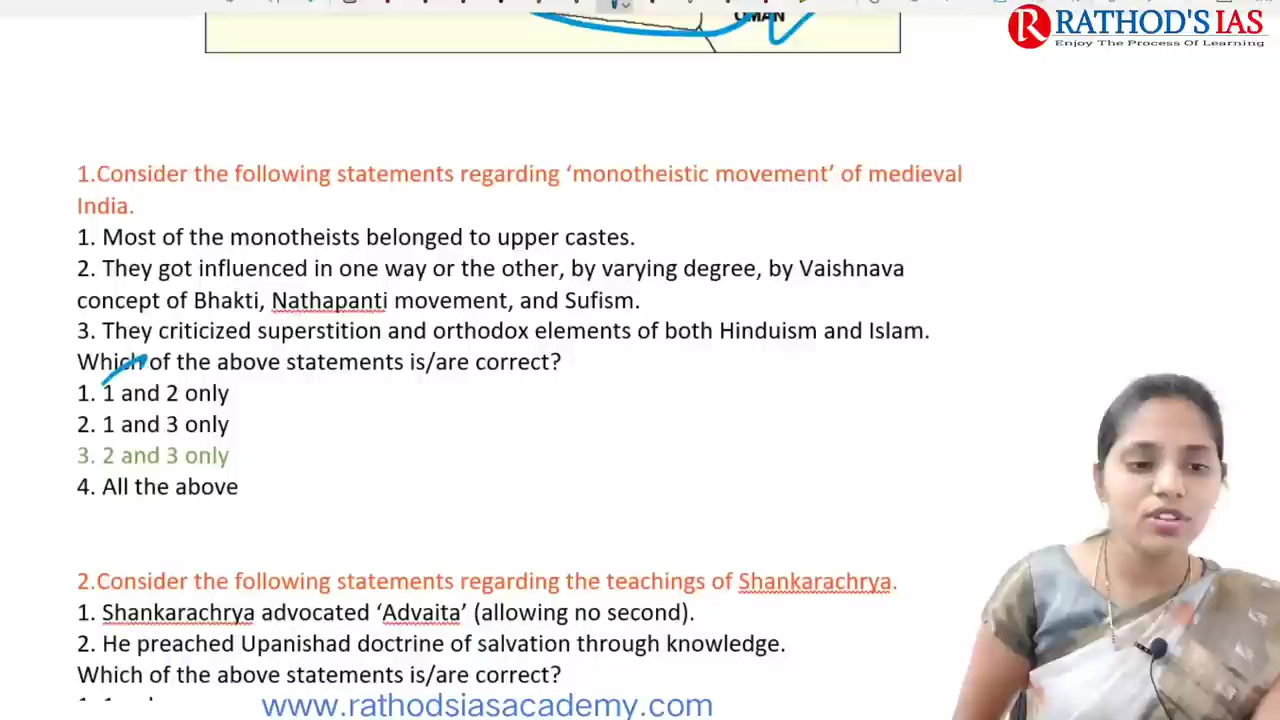 OMAN
RATHOD'S IAS
Enjoy The Process Of Learning
1.Consider the following statements regarding ‘monotheistic movement’ of medieval
India.
1. Most of the monotheists belonged to upper castes.
2. They got influenced in one way or the other, by varying degree, by Vaishnava
concept of Bhakti, Nathapanti movement, and Sufism.
3. They criticized superstition and orthodox elements of both Hinduism and Islam.
Which of the above statements is/are correct?
1. 1 and 2 only
2. 1 and 3 only
3. 2 and 3 only
4. All the above
2.Consider the following statements regarding the teachings of Shankarachrya.
1. Shankarachrya advocated ‘Advaita’ (allowing no second).
2. He preached Upanishad doctrine of salvation through knowledge.
Which of the above statements is/are correct?
www.rathodsiasacademy.com